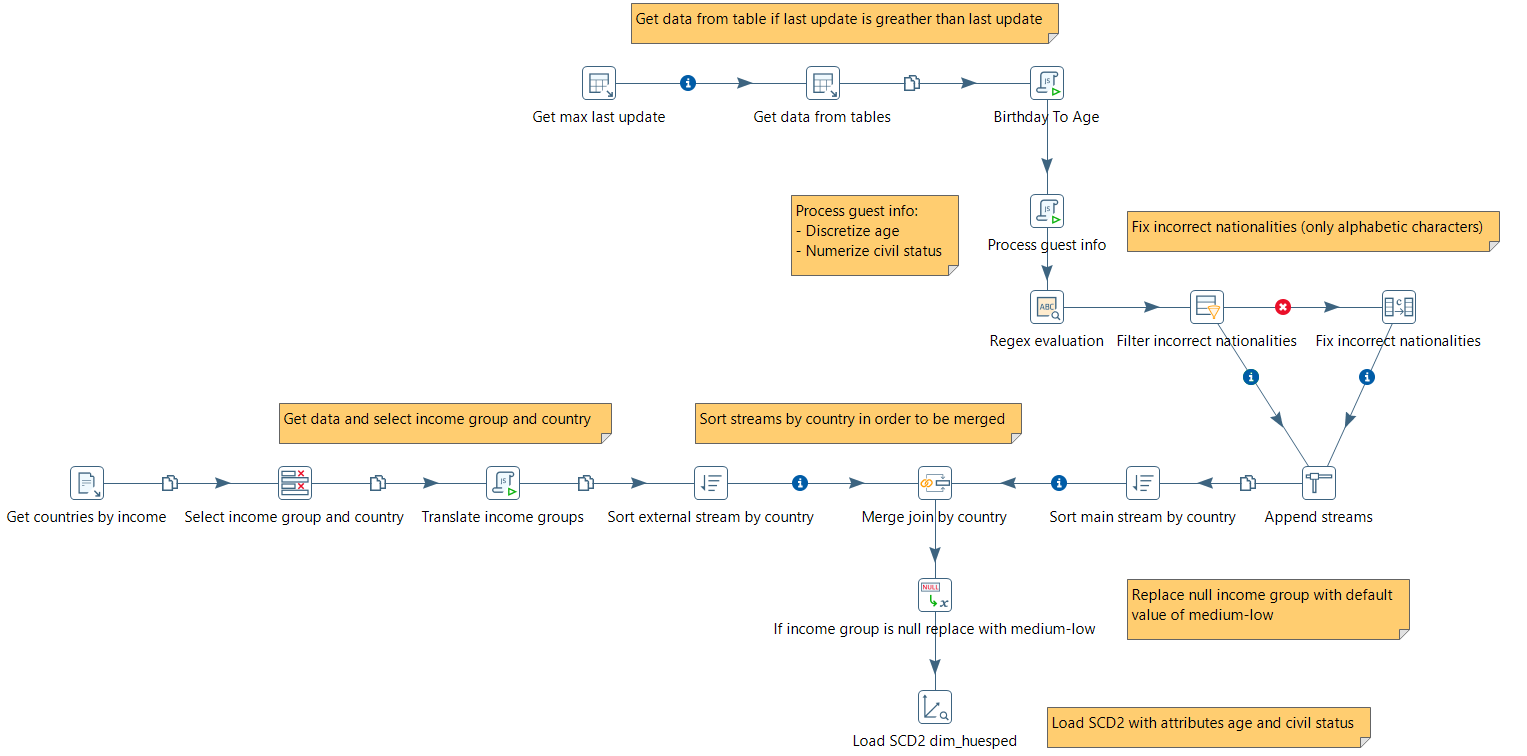 Get data from table if last update is greather than last update
Get max last update
Get data from tables
Birthday To Age
Process guest info:
- Discretize age
- Numerize civil status
Process guest info
Fix incorrect nationalities (only alphabetic characters)
Regex evaluation
Filter incorrect nationalities
Fix incorrect nationalities
Get data and select income group and country
Sort streams by country in order to be merged
Get countries by income
Select income group and country
Translate income groups
Sort external stream by country
Merge join by country
Sort main stream by country
Append streams
If income group is null replace with medium-low
Replace null income group with default
value of medium-low
Load SCD2 dim_huesped
Load SCD2 with attributes age and civil status